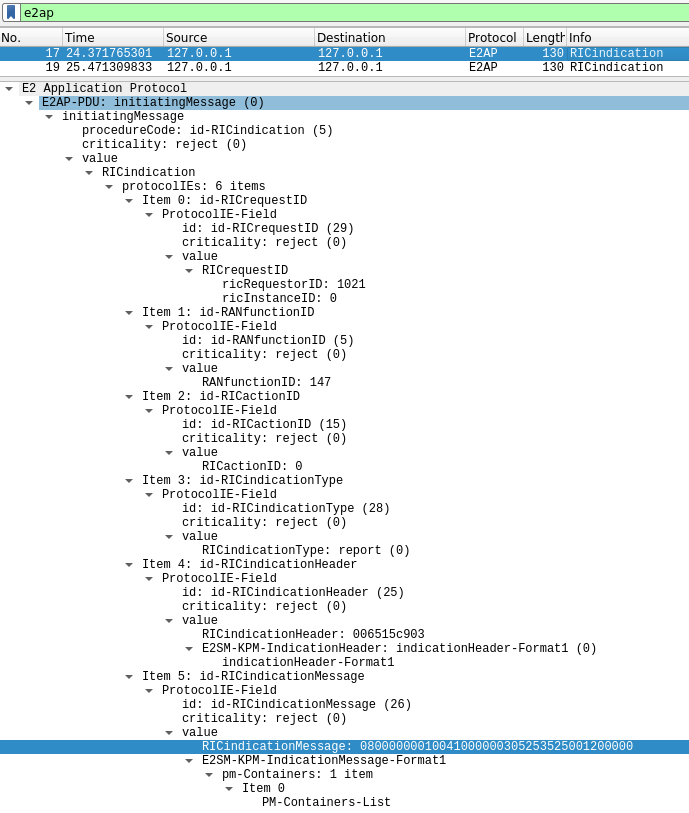 e2ap
No. Time Source Destination Protocol Length Info
17 24.371765301 127.0.0.1 127.0.0.1 E2AP 130 RICindication
19 25.471309833 127.0.0.1 127.0.0.1 E2AP 130 RICindication
E2 Application Protocol
E2AP-PDU: initiatingMessage (0)
initiatingMessage
procedureCode: id-RICindication (5)
criticality: reject (0)
value
RICindication
protocolIEs: 6 items
Item 0: id-RICrequestID
ProtocolIE-Field
id: id-RICrequestID (29)
criticality: reject (0)
value
RICrequestID
ricRequestorID: 1021
ricInstanceID: 0
Item 1: id-RANfunctionID
ProtocolIE-Field
id: id-RANfunctionID (5)
criticality: reject (0)
value
RANfunctionID: 147
Item 2: id-RICactionID
ProtocolIE-Field
id: id-RICactionID (15)
criticality: reject (0)
value
RICactionID: 0
Item 3: id-RICindicationType
ProtocolIE-Field
id: id-RICindicationType (28)
criticality: reject (0)
value
RICindicationType: report (0)
Item 4: id-RICindicationHeader
ProtocolIE-Field
id: id-RICindicationHeader (25)
criticality: reject (0)
value
RICindicationHeader: 006515c903
E2SM-KPM-IndicationHeader: indicationHeader-Format1 (0)
indicationHeader-Format1
Item 5: id-RICindicationMessage
ProtocolIE-Field
id: id-RICindicationMessage (26)
criticality: reject (0)
value
RICindicationMessage: 08000000010041000000305253525001200000
E2SM-KPM-IndicationMessage-Format1
pm-Containers: 1 item
Item 0
PM-Containers-List